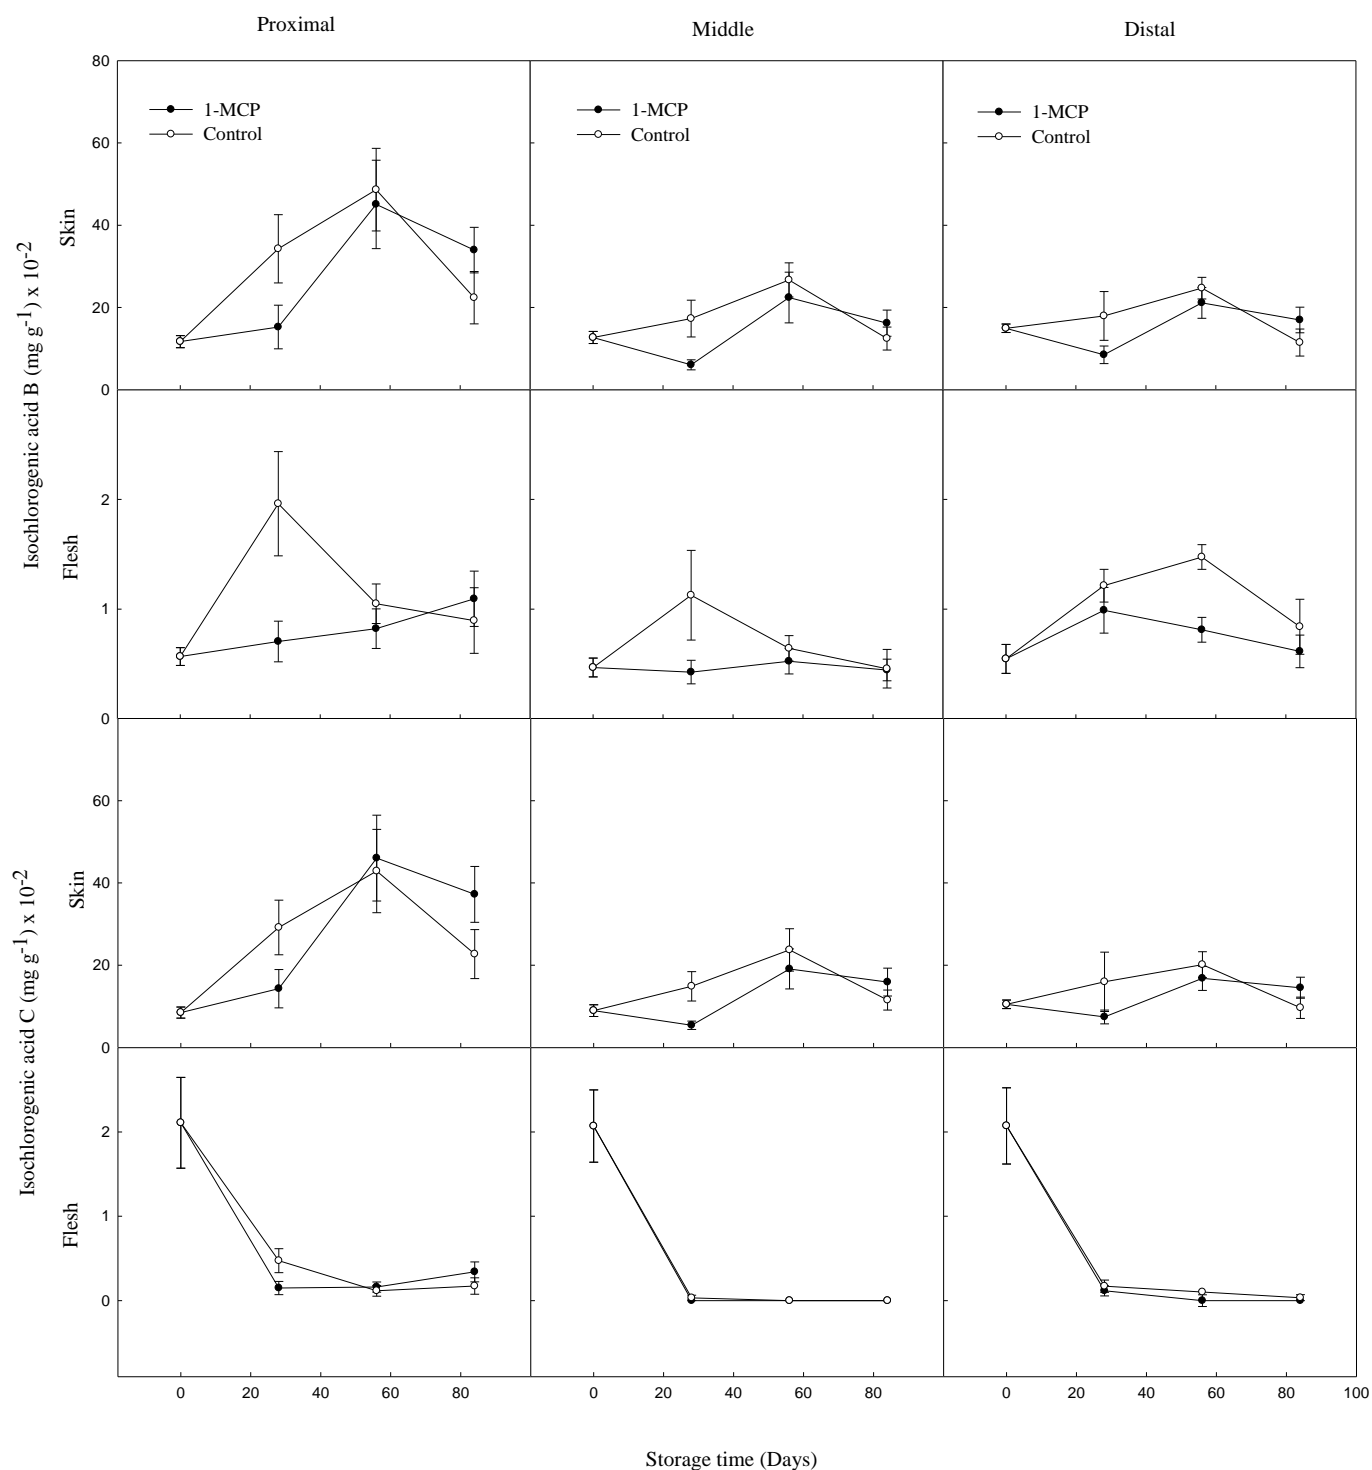 Proximal
Middle
Distal
80
60
40
20
0
1-MCP
Control
1-MCP
Control
1-MCP
Control
Skin
Isochlorogenic acid B (mg g-1) x 10-2
2
1
0
Flesh
60
40
20
0
Skin
Isochlorogenic acid C (mg g-1) x 10-2
2
1
0
Flesh
0 20 40 60 80 0 20 40 60 80 0 20 40 60 80 100
Storage time (Days)